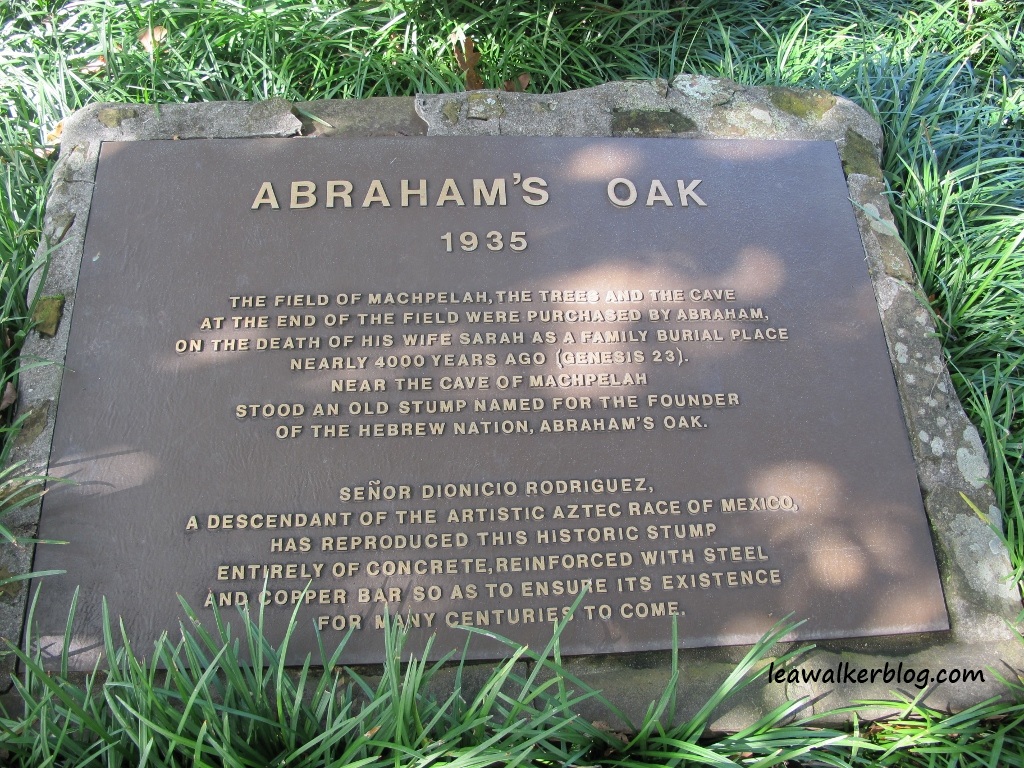 ABRAHAM'S OAK
1935
THE FIELD OF MACHPELAH, THE TREES AND THE CAVE
AT THE END OF THE FIELD WERE PURCHASED BY ABRAHAM,
ON THE DEATH OF HIS WIFE SARAH AS A FAMILY BURIAL PLACE
NEARLY 4000 YEARS AGO (GENESIS 23).
NEAR THE CAVE OF MACHPELAH
STOOD AN OLD STUMP NAMED FOR THE FOUNDER
OF THE HEBREW NATION, ABRAHAM'S OAK.
SEÑOR DIONICIO RODRIGUEZ,
A DESCENDANT OF THE ARTISTIC AZTEC RACE OF MEXICO,
HAS REPRODUCED THIS HISTORIC STUMP
ENTIRELY OF CONCRETE, REINFORCED WITH STEEL
AND COPPER BAR SO AS TO ENSURE ITS EXISTENCE
FOR MANY CENTURIES TO COME.
leawalkerblog.com